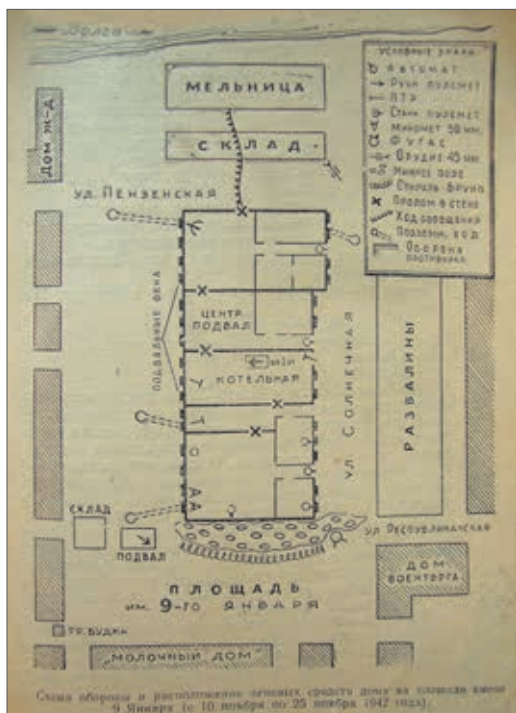 ВОЛГА
МЕЛЬНИЦА
СКЛАД
ДОМ Ж-Д
УЛ. ПЕНЗЕНСКАЯ
УСЛОВНЫЕ ЗНАКИ
АВТОМАТ
РУЧН ПУЛЕМЕТ
ПТР
СТАНК ПУЛЕМЕТ
МИНОМЕТ 50 ММ.
ФУГАС
ОРУДИЕ 45 ММ.
МИННОЕ ПОЛЕ
СПИРАЛЬ БРУНО
ПРОЛОМ В СТЕНЕ
ХОД СООБЩЕНИЯ
ПОДЗЕМН. ХОД
ОБОРОНА
ПОДВАЛЬНЫЕ ОКНА
ЦЕНТР.
ПОДВАЛ
КОТЕЛЬНАЯ
УЛ. СОЛНЕЧНАЯ
РАЗВАЛИНЫ
СКЛАД
ПОДВАЛ
УЛ РЕСПУБЛИКАНСКАЯ
ДОМ
ВОЕНТОРГА
ПЛОЩАДЬ
ИМ. 9-ГО ЯНВАРЯ
ТР. БУДКА
"МОЛОЧНЫЙ ДОМ"
Схема обороны и расположение огневых средств дома на площади имени
9 Января (с 10 ноября по 25 ноября 1942 года).